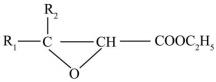 R₂
R₁ C CH COOC₂H₅
O